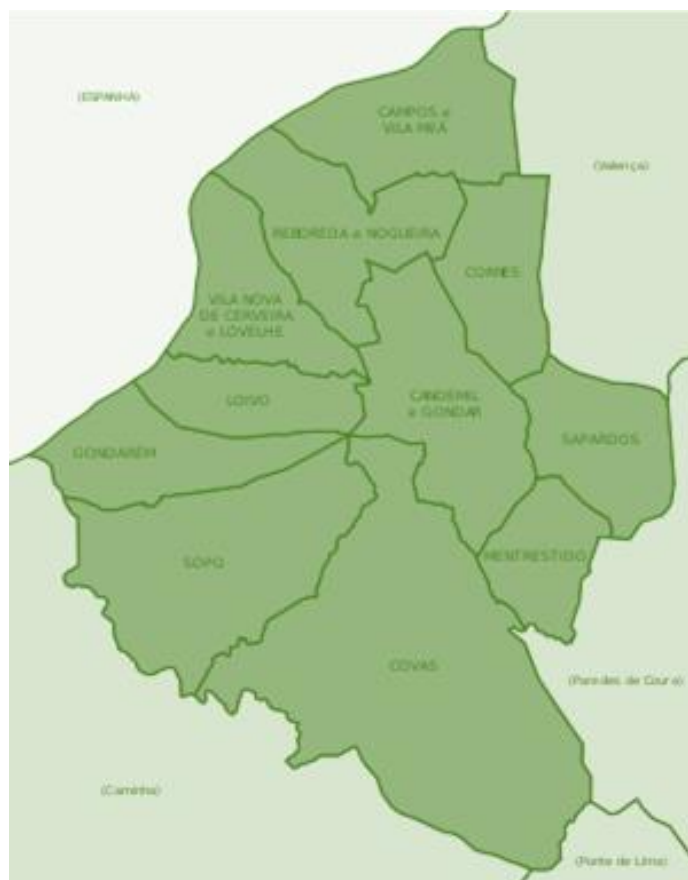 (ESPANHA)
CAMPOS e
VILA MEÃ
(Valença)
REBOREDA e NOGUEIRA
CORNES
VILA NOVA
DE CERVEIRA
e LOVELHE
LOIVO
CANDEMIL
e GONDAR
GONDARÉM
SAPARDOS
SOPO
MENTRESTIDO
COVAS
(Paredes de Coura)
(Caminha)
(Ponte de Lima)